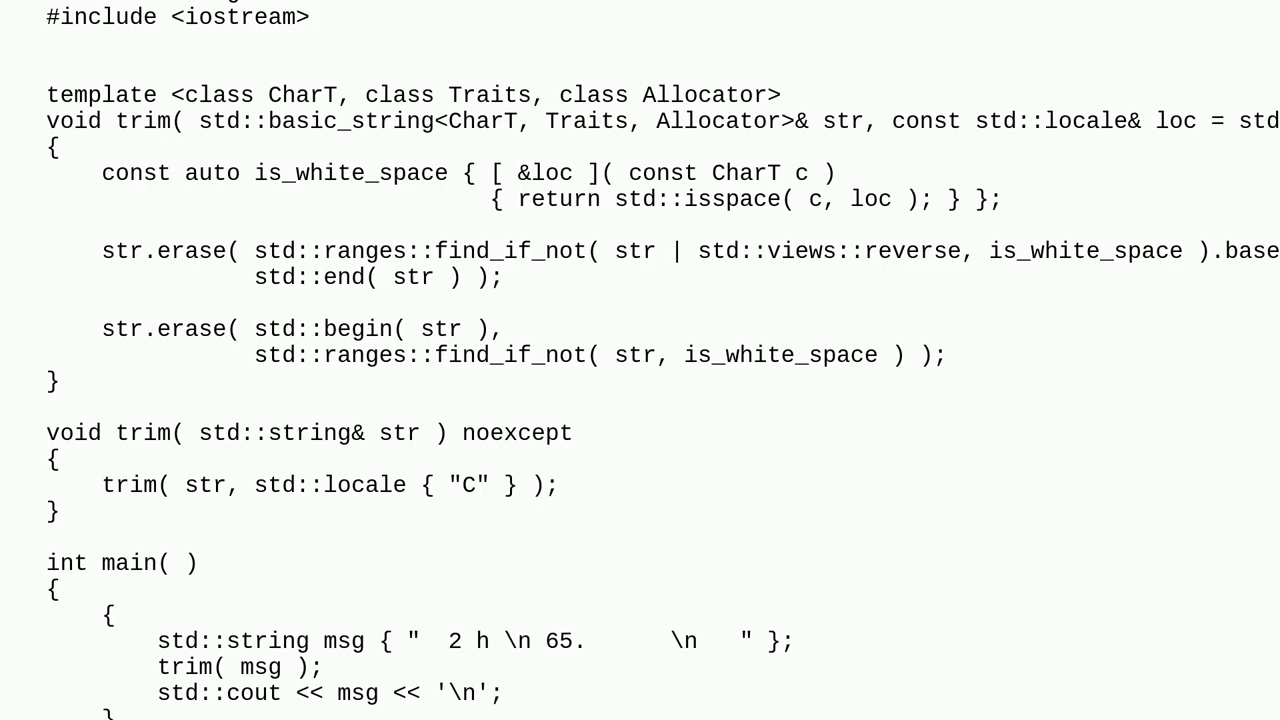 #include <iostream>
template <class CharT, class Traits, class Allocator>
void trim( std::basic_string<CharT, Traits, Allocator>& str, const std::locale& loc = std
{
    const auto is_white_space { [ &loc ]( const CharT c )
                                { return std::isspace( c, loc ); } };
    str.erase( std::ranges::find_if_not( str | std::views::reverse, is_white_space ).base
               std::end( str ) );
    str.erase( std::begin( str ),
               std::ranges::find_if_not( str, is_white_space ) );
}
void trim( std::string& str ) noexcept
{
    trim( str, std::locale { "C" } );
}
int main( )
{
    {
        std::string msg { "  2 h \n 65.      \n   " };
        trim( msg );
        std::cout << msg << '\n';
    }